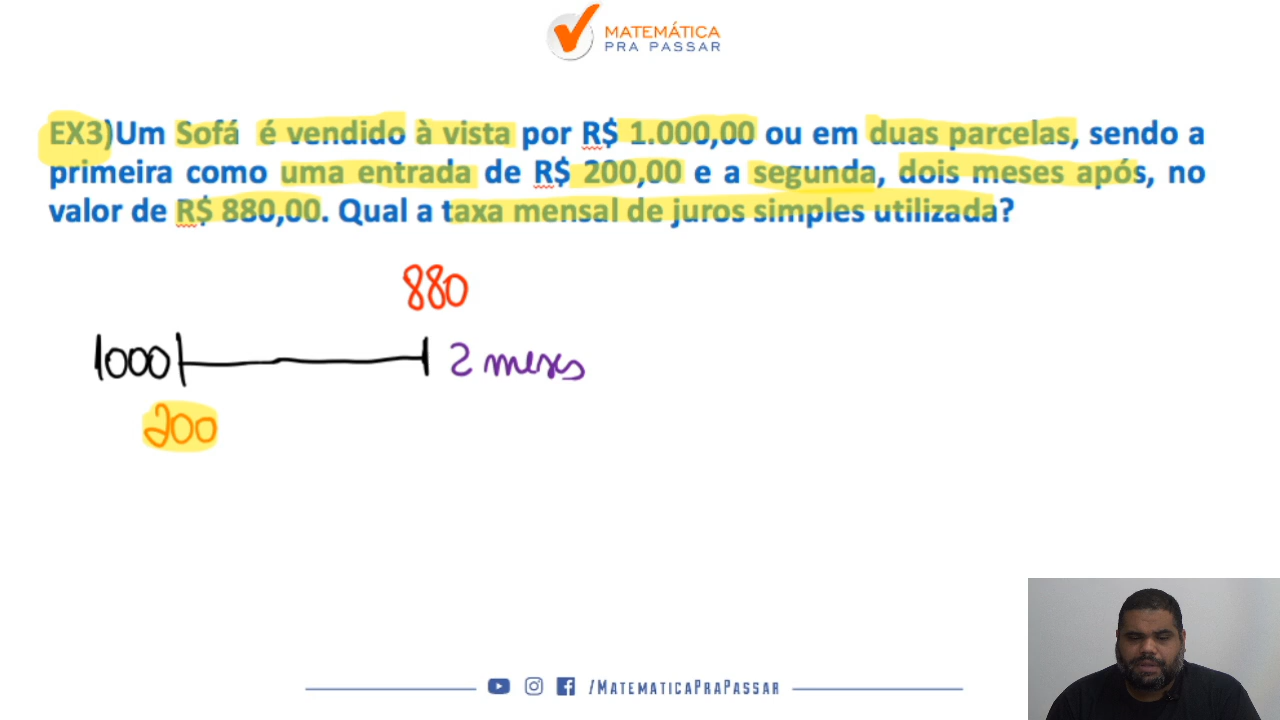 MATEMÁTICA
PRA PASSAR
EX3)Um Sofá é vendido à vista por R$ 1.000,00 ou em duas parcelas, sendo a
primeira como uma entrada de R$ 200,00 e a segunda, dois meses após, no
valor de R$ 880,00. Qual a taxa mensal de juros simples utilizada?
880
1000 2 meses
200
/MATEMATICAPRAPASSAR